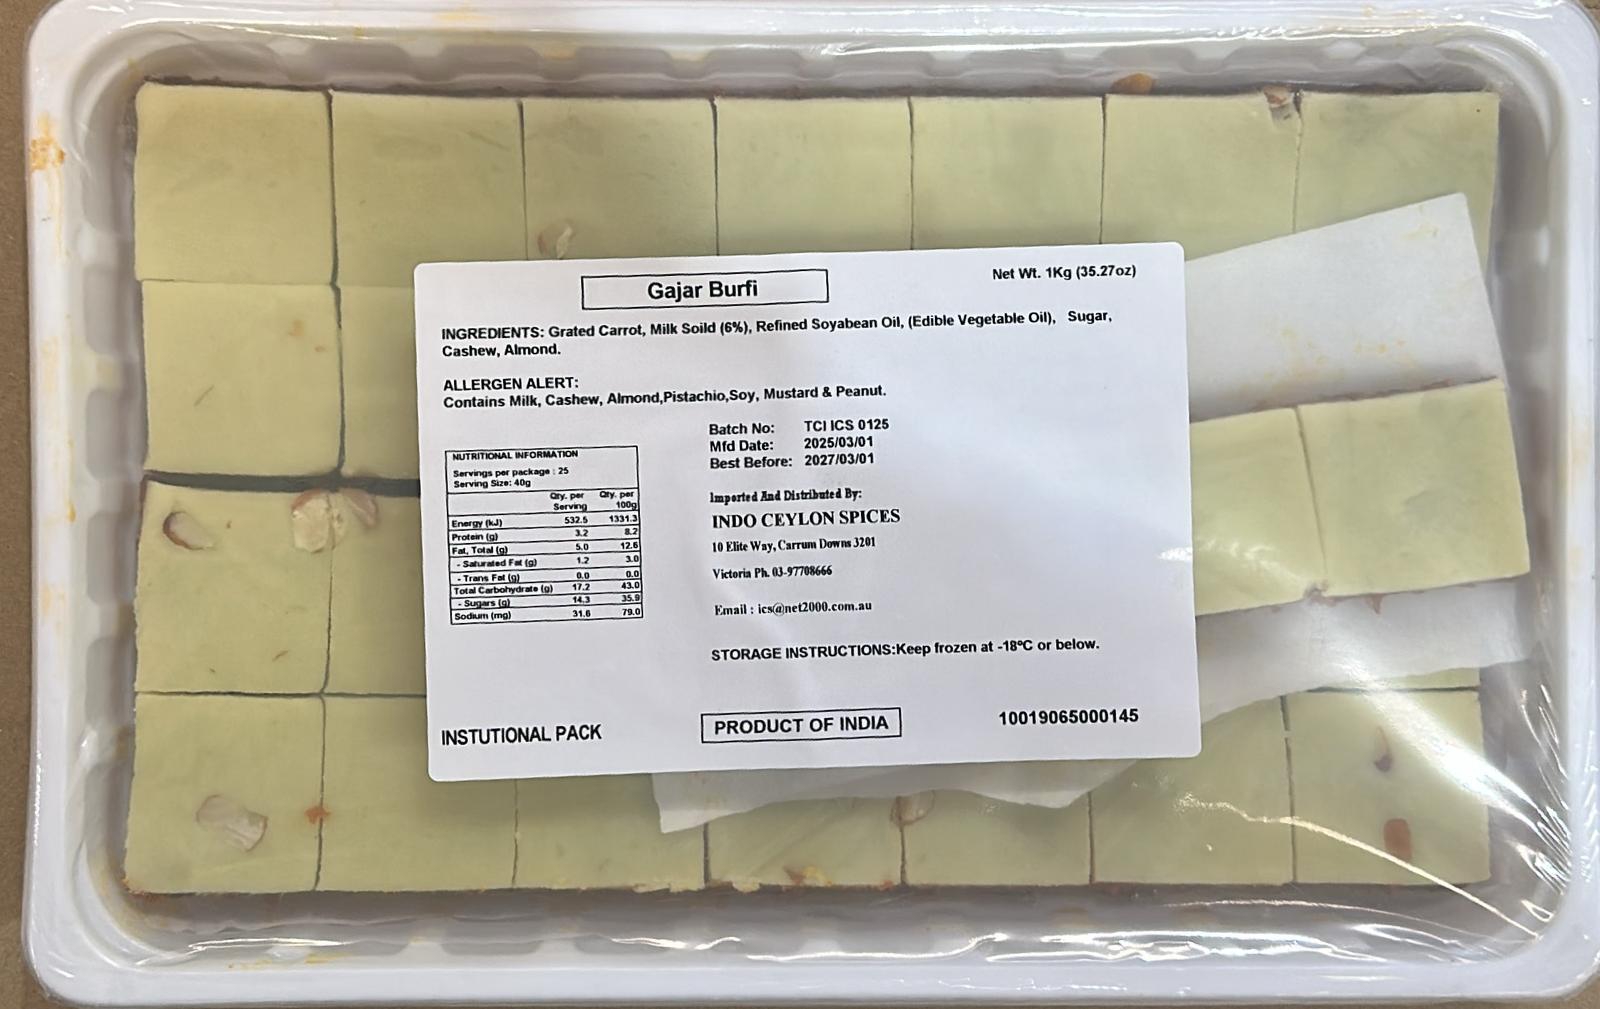 Gajar Burfi
Net Wt. 1Kg (35.27oz)
INGREDIENTS: Grated Carrot, Milk Soild (6%), Refined Soyabean Oil, (Edible Vegetable Oil), Sugar,
Cashew, Almond.
ALLERGEN ALERT:
Contains Milk, Cashew, Almond,Pistachio,Soy, Mustard & Peanut.
Batch No: TCI ICS 0125
Mfd Date: 2025/03/01
Best Before: 2027/03/01
NUTRITIONAL INFORMATION
Servings per package : 25
Serving Size: 40g
Qty. per Qty. per
Serving 100g
Energy (kJ) 532.5 1331.3
Protein (g) 3.2 8.2
Fat, Total (g) 5.0 12.6
- Saturated Fat (g) 1.2 3.0
- Trans Fat (g) 0.0 0.0
Total Carbohydrate (g) 17.2 43.0
- Sugars (g) 14.3 35.9
Sodium (mg) 31.6 79.0
Imported And Distributed By:
INDO CEYLON SPICES
10 Elite Way, Carrum Downs 3201
Victoria Ph. 03-97708666
Email : ics@net2000.com.au
STORAGE INSTRUCTIONS:Keep frozen at -18ºC or below.
INSTUTIONAL PACK
PRODUCT OF INDIA
10019065000145